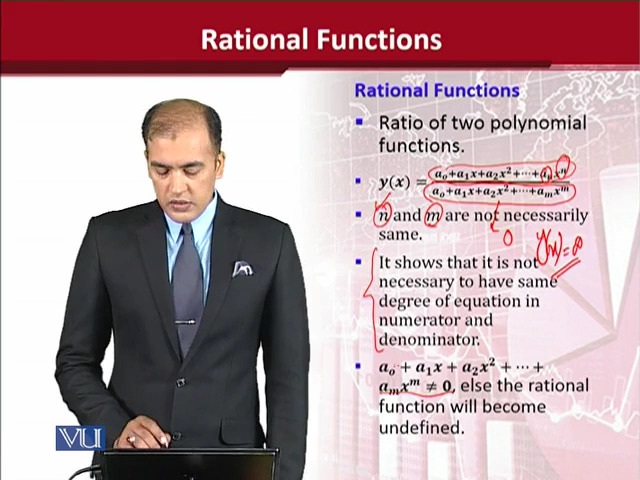 Rational Functions
Rational Functions
▪ Ratio of two polynomial
functions.
▪ y(x) = (a₀+a₁x+a₂x²+⋯+aₙxⁿ)/(a₀+a₁x+a₂x²+⋯+aₘxᵐ)
▪ n and m are not necessarily
same.
0
y(x) = ∞
▪ It shows that it is not
necessary to have same
degree of equation in
numerator and
denominator.
▪ a₀ + a₁x + a₂x² + ⋯ +
aₘxᵐ ≠ 0, else the rational
function will become
undefined.
VU